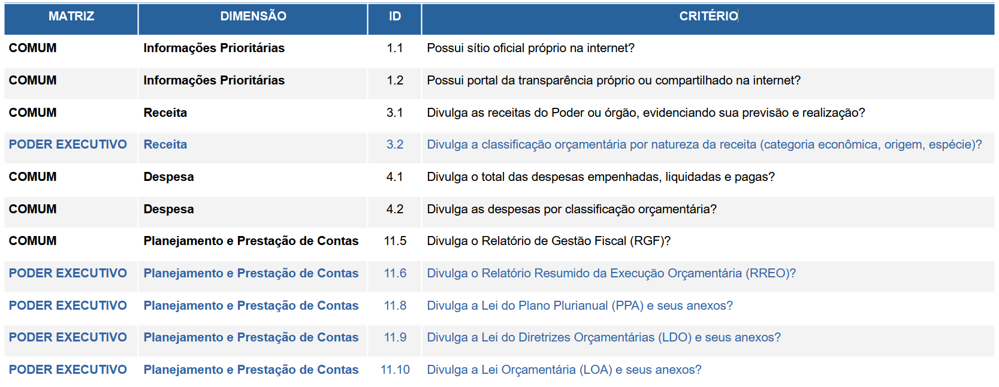 MATRIZ DIMENSÃO ID CRITÉRIO
COMUM Informações Prioritárias 1.1 Possui sítio oficial próprio na internet?
COMUM Informações Prioritárias 1.2 Possui portal da transparência próprio ou compartilhado na internet?
COMUM Receita 3.1 Divulga as receitas do Poder ou órgão, evidenciando sua previsão e realização?
PODER EXECUTIVO Receita 3.2 Divulga a classificação orçamentária por natureza da receita (categoria econômica, origem, espécie)?
COMUM Despesa 4.1 Divulga o total das despesas empenhadas, liquidadas e pagas?
COMUM Despesa 4.2 Divulga as despesas por classificação orçamentária?
COMUM Planejamento e Prestação de Contas 11.5 Divulga o Relatório de Gestão Fiscal (RGF)?
PODER EXECUTIVO Planejamento e Prestação de Contas 11.6 Divulga o Relatório Resumido da Execução Orçamentária (RREO)?
PODER EXECUTIVO Planejamento e Prestação de Contas 11.8 Divulga a Lei do Plano Plurianual (PPA) e seus anexos?
PODER EXECUTIVO Planejamento e Prestação de Contas 11.9 Divulga a Lei do Diretrizes Orçamentárias (LDO) e seus anexos?
PODER EXECUTIVO Planejamento e Prestação de Contas 11.10 Divulga a Lei Orçamentária (LOA) e seus anexos?